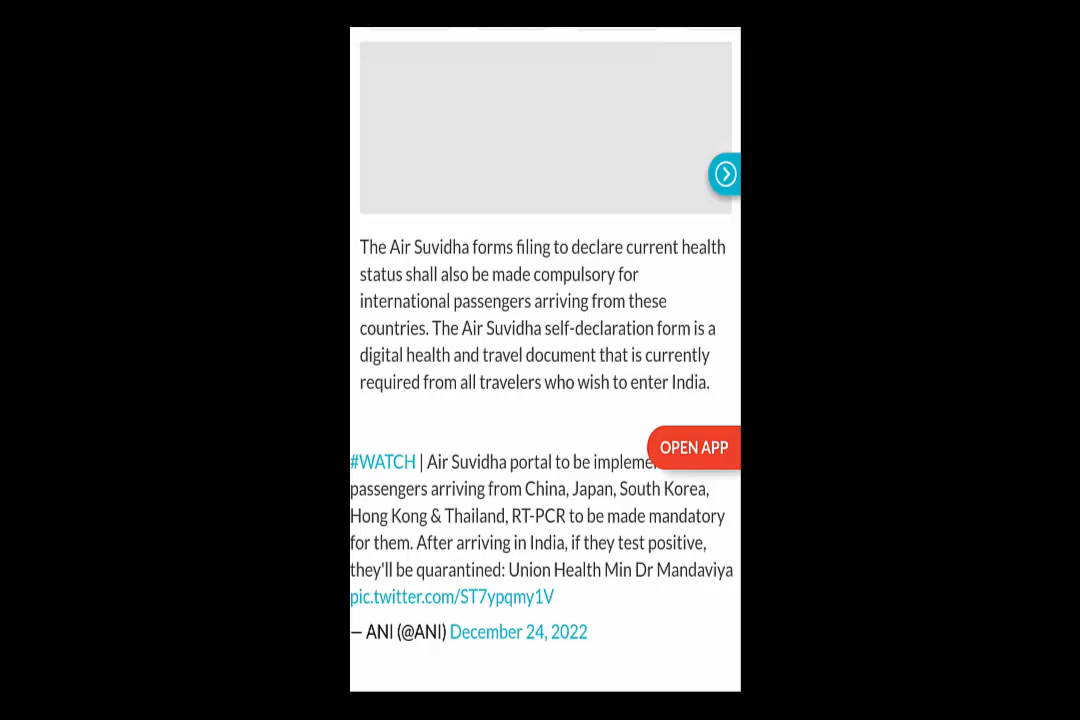 The Air Suvidha forms filing to declare current health
status shall also be made compulsory for
international passengers arriving from these
countries. The Air Suvidha self-declaration form is a
digital health and travel document that is currently
required from all travelers who wish to enter India.
OPEN APP
#WATCH | Air Suvidha portal to be
passengers arriving from China, Japan, South Korea,
Hong Kong & Thailand, RT-PCR to be made mandatory
for them. After arriving in India, if they test positive,
they'll be quarantined: Union Health Min Dr Mandaviya
pic.twitter.com/ST7ypqmy1V
— ANI (@ANI) December 24, 2022